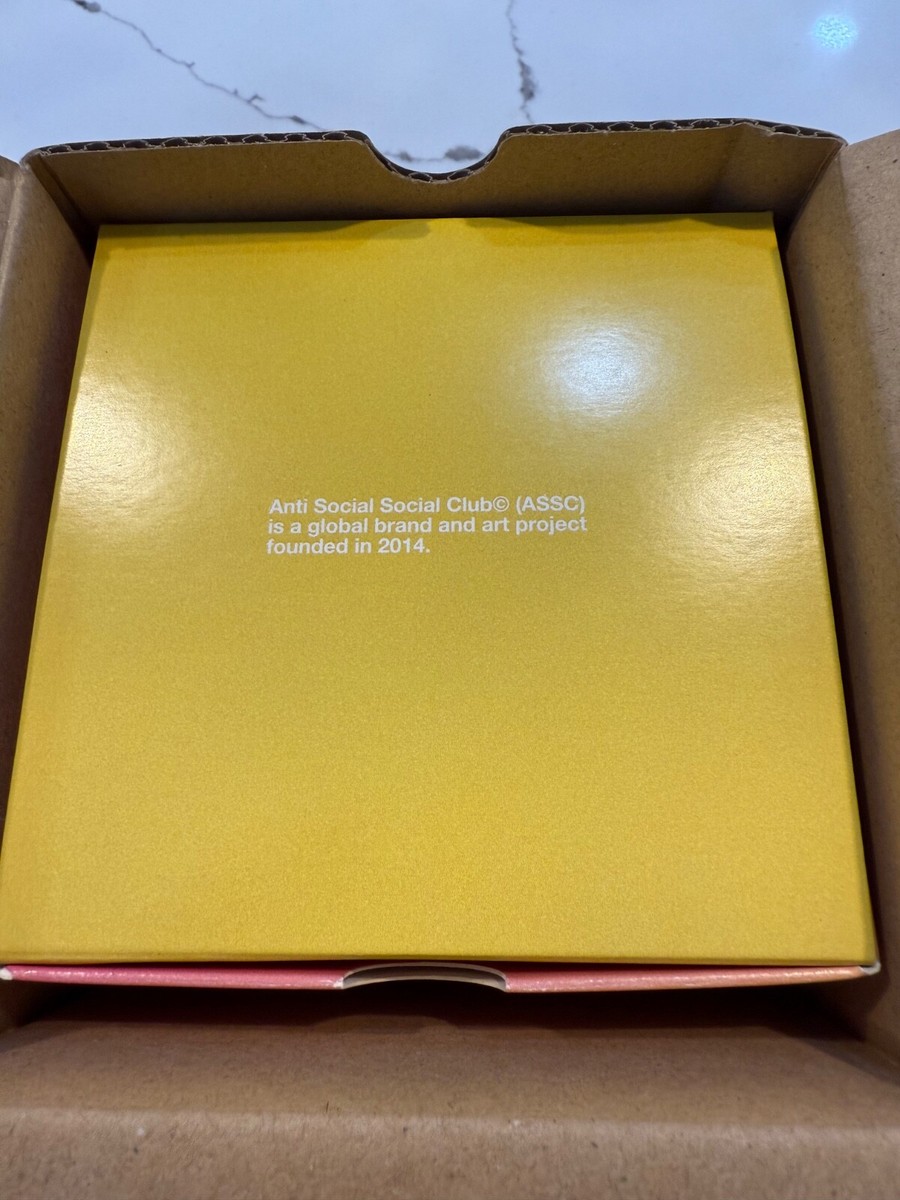 Anti Social Social Club© (ASSC)
is a global brand and art project
founded in 2014.